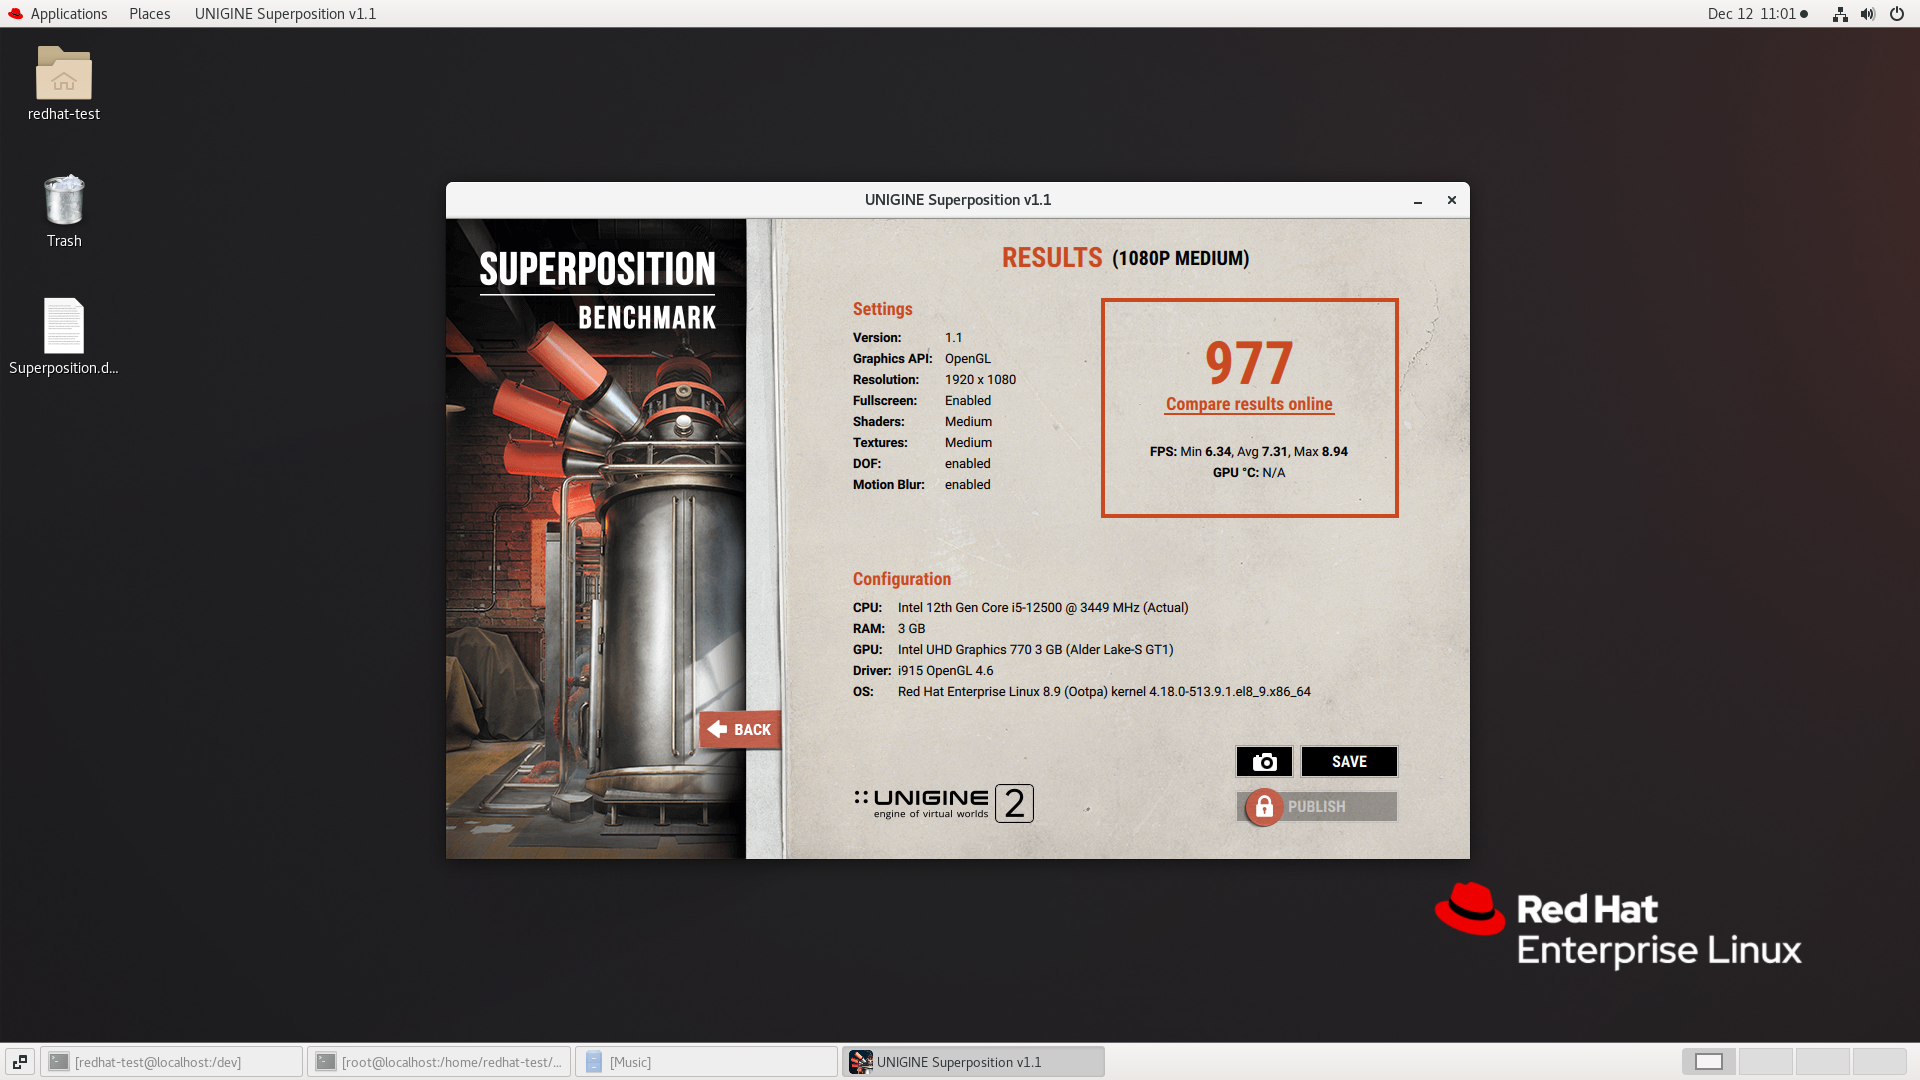 Applications Places UNIGINE Superposition v1.1 Dec 12 11:01
redhat-test
Trash
Superposition.d...
UNIGINE Superposition v1.1
SUPERPOSITION
BENCHMARK
BACK
RESULTS (1080P MEDIUM)
Settings
Version: 1.1
Graphics API: OpenGL
Resolution: 1920 x 1080
Fullscreen: Enabled
Shaders: Medium
Textures: Medium
DOF: enabled
Motion Blur: enabled
977
Compare results online
FPS: Min 6.34, Avg 7.31, Max 8.94
GPU °C: N/A
Configuration
CPU: Intel 12th Gen Core i5-12500 @ 3449 MHz (Actual)
RAM: 3 GB
GPU: Intel UHD Graphics 770 3 GB (Alder Lake-S GT1)
Driver: i915 OpenGL 4.6
OS: Red Hat Enterprise Linux 8.9 (Ootpa) kernel 4.18.0-513.9.1.el8_9.x86_64
SAVE
PUBLISH
UNIGINE 2
engine of virtual worlds
Red Hat
Enterprise Linux
[redhat-test@localhost:/dev] [root@localhost:/home/redhat-test/... [Music] UNIGINE Superposition v1.1